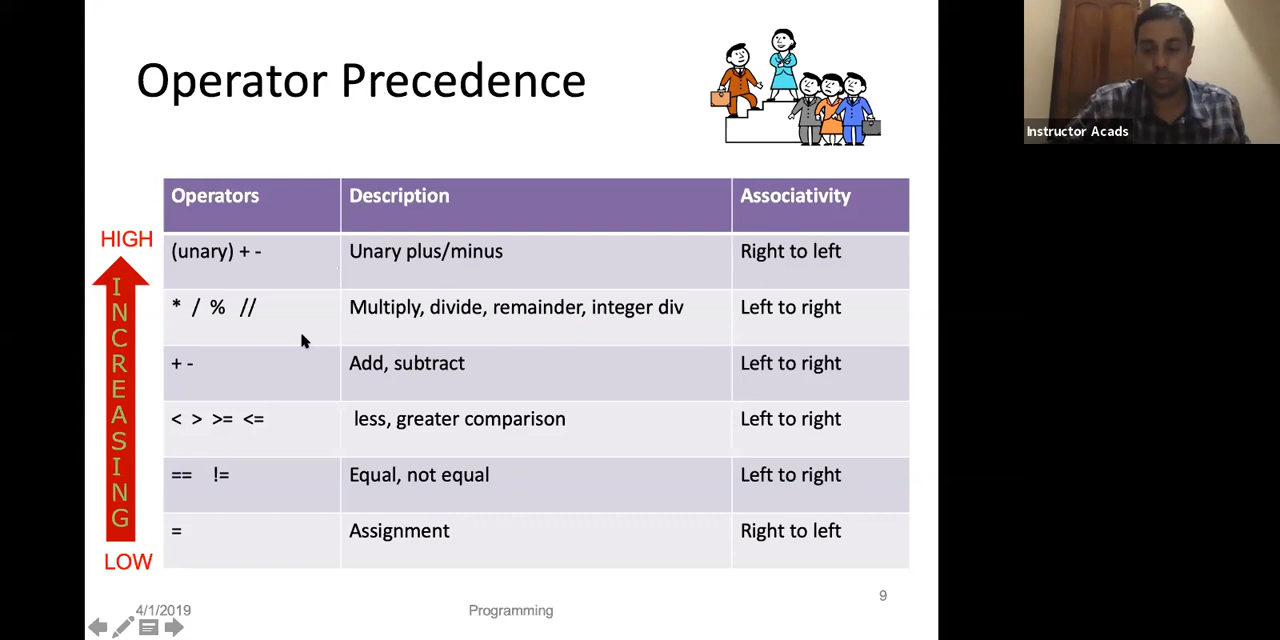 Operator Precedence
Instructor Acads
Operators Description Associativity
HIGH
(unary) + - Unary plus/minus Right to left
* / % // Multiply, divide, remainder, integer div Left to right
+ - Add, subtract Left to right
< > >= <= less, greater comparison Left to right
== != Equal, not equal Left to right
= Assignment Right to left
INCREASING
LOW
4/1/2019 Programming 9